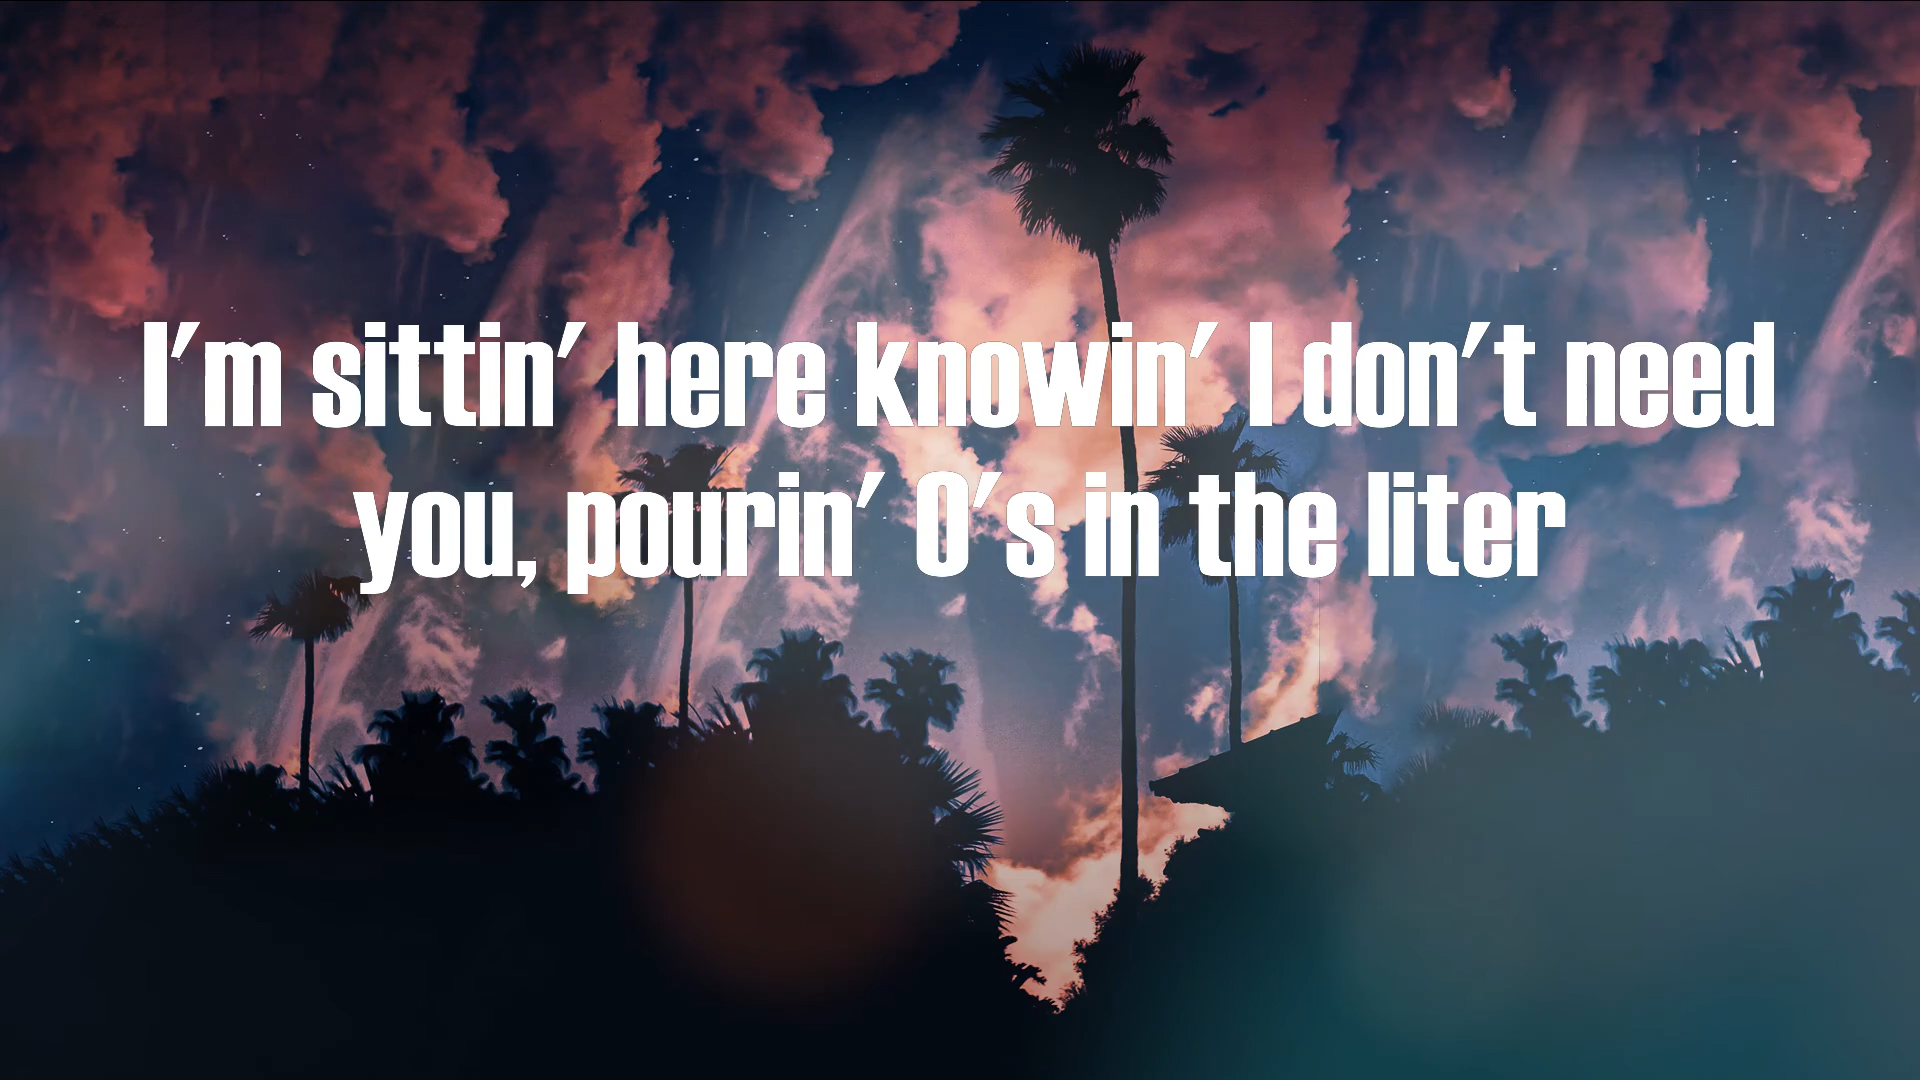 I'm sittin' here knowin' I don't need
you, pourin' O's in the liter